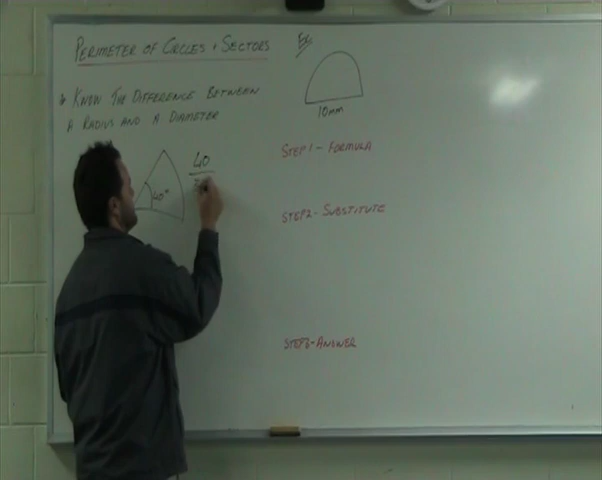 PERIMETER OF CIRCLES + SECTORS
* KNOW THE DIFFERENCE BETWEEN
A RADIUS AND A DIAMETER
40°
40
Ex:
10mm
STEP 1 - FORMULA
STEP 2 - SUBSTITUTE
STEP 3 - ANSWER